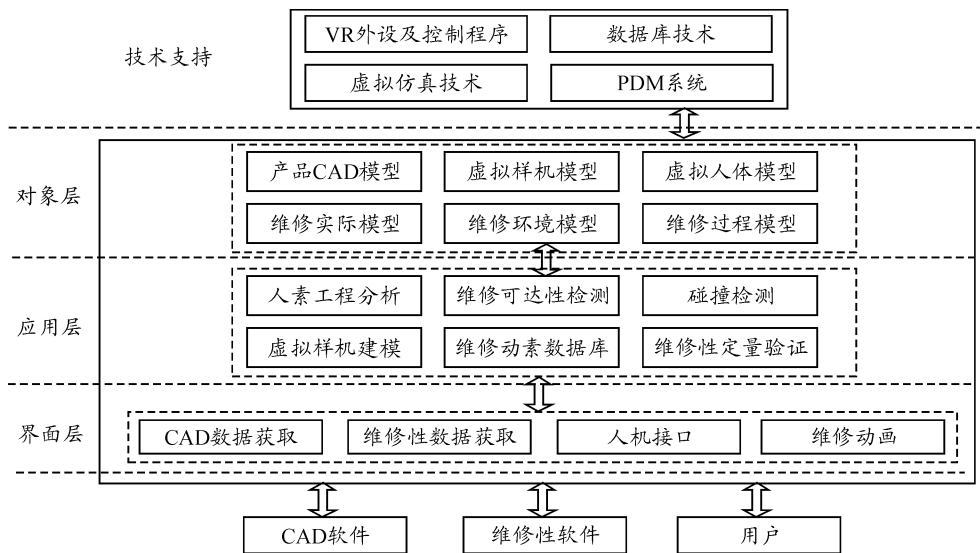 VR外设及控制程序
数据库技术
技术支持
虚拟仿真技术
PDM系统
产品CAD模型
虚拟样机模型
虚拟人体模型
对象层
维修实际模型
维修环境模型
维修过程模型
人素工程分析
维修可达性检测
碰撞检测
应用层
虚拟样机建模
维修动素数据库
维修性定量验证
界面层
CAD数据获取
维修性数据获取
人机接口
维修动画
CAD软件
维修性软件
用户